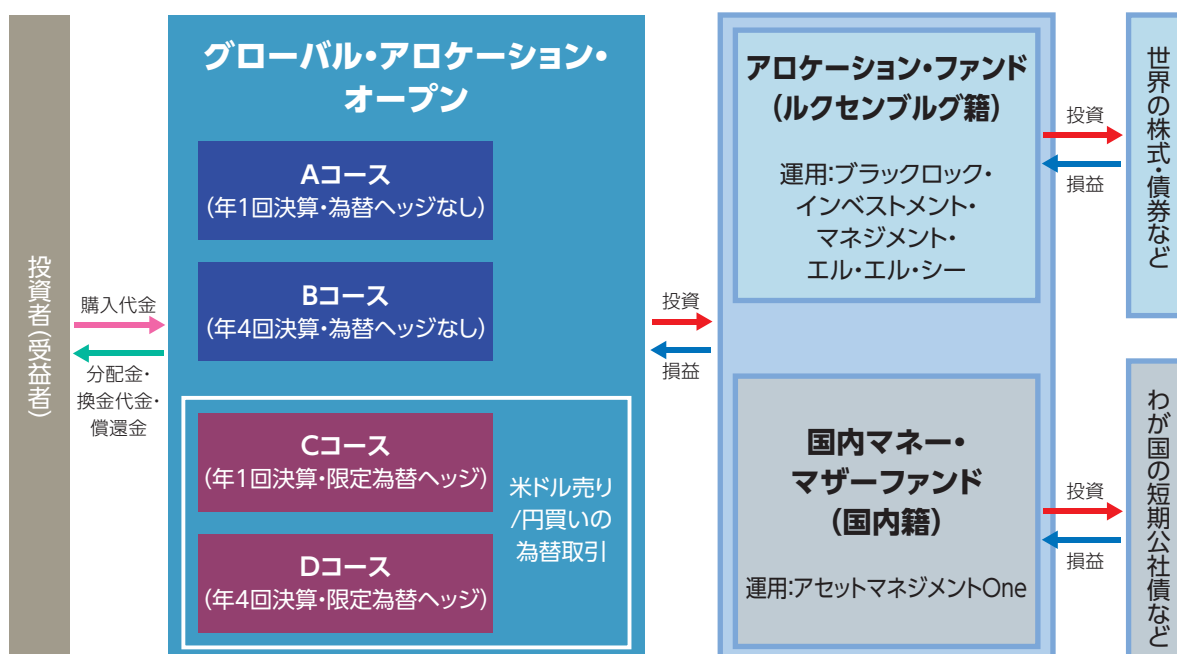 投資者(受益者)
購入代金
分配金・
換金代金・
償還金
グローバル・アロケーション・
オープン
Aコース
(年1回決算・為替ヘッジなし)
Bコース
(年4回決算・為替ヘッジなし)
Cコース
(年1回決算・限定為替ヘッジ)
Dコース
(年4回決算・限定為替ヘッジ)
米ドル売り
/円買いの
為替取引
投資
損益
アロケーション・ファンド
(ルクセンブルグ籍)
運用:ブラックロック・
インベストメント・
マネジメント・
エル・エル・シー
投資
損益
世界の株式・債券など
国内マネー・
マザーファンド
(国内籍)
運用:アセットマネジメントOne
投資
損益
わが国の短期公社債など